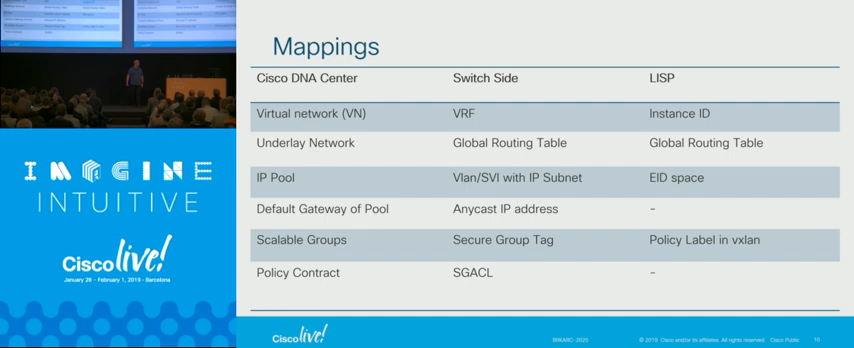 Mappings
Cisco DNA Center Switch Side LISP
Virtual network (VN) VRF Instance ID
Underlay Network Global Routing Table Global Routing Table
IP Pool Vlan/SVI with IP Subnet EID space
Default Gateway of Pool Anycast IP address -
Scalable Groups Secure Group Tag Policy Label in vxlan
Policy Contract SGACL -
IMAGINE
INTUITIVE
Cisco live!
January 28 - February 1, 2019 · Barcelona
Cisco live!
BRKARC-2020 © 2019 Cisco and/or its affiliates. All rights reserved. Cisco Public 10